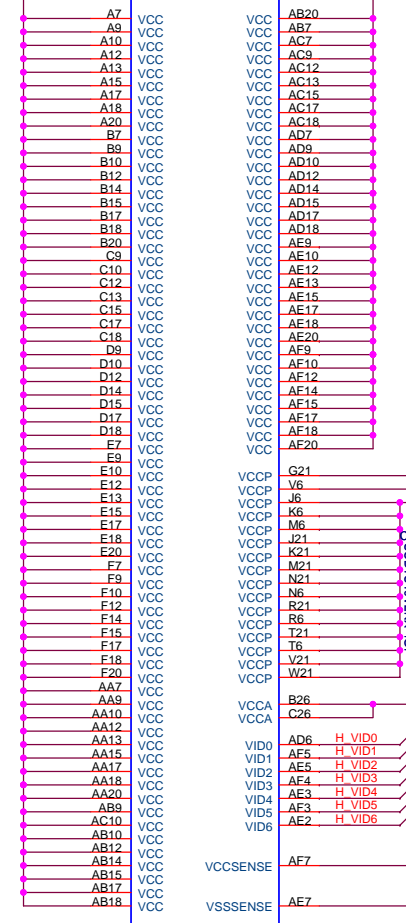 A7 VCC VCC AB20
A9 VCC VCC AB7
A10 VCC VCC AC7
A12 VCC VCC AC9
A13 VCC VCC AC12
A15 VCC VCC AC13
A17 VCC VCC AC15
A18 VCC VCC AC17
A20 VCC VCC AC18
B7 VCC VCC AD7
B9 VCC VCC AD9
B10 VCC VCC AD10
B12 VCC VCC AD12
B14 VCC VCC AD14
B15 VCC VCC AD15
B17 VCC VCC AD17
B18 VCC VCC AD18
B20 VCC VCC AE9
C9 VCC VCC AE10
C10 VCC VCC AE12
C12 VCC VCC AE13
C13 VCC VCC AE15
C15 VCC VCC AE17
C17 VCC VCC AE18
C18 VCC VCC AE20
D9 VCC VCC AF9
D10 VCC VCC AF10
D12 VCC VCC AF12
D14 VCC VCC AF14
D15 VCC VCC AF15
D17 VCC VCC AF17
D18 VCC VCC AF18
E7 VCC VCC AF20
E9 VCC
E10 VCC VCCP G21
E12 VCC VCCP V6
E13 VCC VCCP J6
E15 VCC VCCP K6
E17 VCC VCCP M6
E18 VCC VCCP J21
E20 VCC VCCP K21
F7 VCC VCCP M21
F9 VCC VCCP N21
F10 VCC VCCP N6
F12 VCC VCCP R21
F14 VCC VCCP R6
F15 VCC VCCP T21
F17 VCC VCCP T6
F18 VCC VCCP V21
F20 VCC VCCP W21
AA7 VCC
AA9 VCC VCCA B26
AA10 VCC VCCA C26
AA12 VCC
AA13 VCC VID0 AD6 H_VID0
AA15 VCC VID1 AF5 H_VID1
AA17 VCC VID2 AE5 H_VID2
AA18 VCC VID3 AF4 H_VID3
AA20 VCC VID4 AE3 H_VID4
AB9 VCC VID5 AF3 H_VID5
AC10 VCC VID6 AE2 H_VID6
AB10 VCC
AB12 VCC
AB14 VCC VCCSENSE AF7
AB15 VCC
AB17 VCC
AB18 VCC VSSSENSE AE7